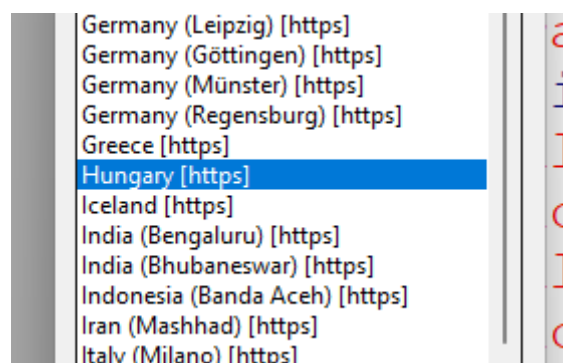 Germany (Leipzig) [https]
Germany (Göttingen) [https]
Germany (Münster) [https]
Germany (Regensburg) [https]
Greece [https]
Hungary [https]
Iceland [https]
India (Bengaluru) [https]
India (Bhubaneswar) [https]
Indonesia (Banda Aceh) [https]
Iran (Mashhad) [https]
Italy (Milano) [https]